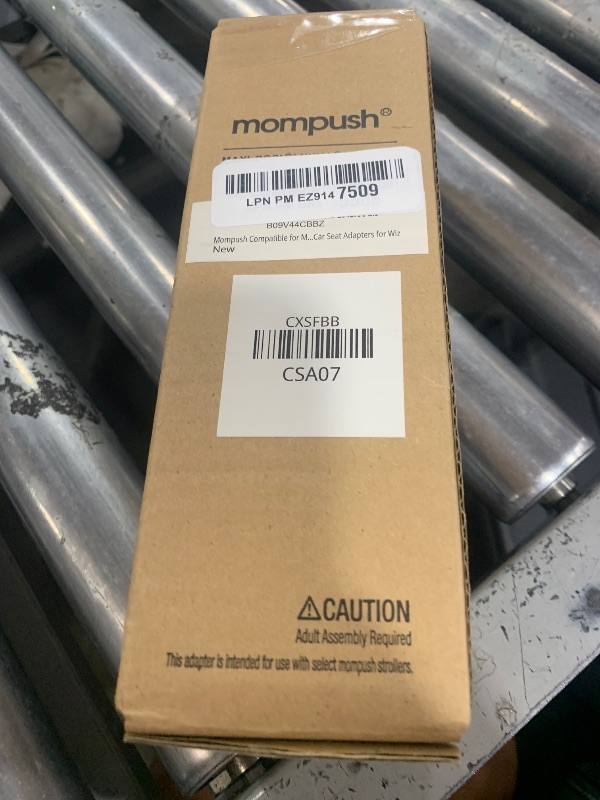 mompush®
LPN PM EZ914 7509
B09V44CBBZ
Mompush Compatible for M...Car Seat Adapters for Wiz
New
CXSFBB
CSA07
⚠CAUTION
Adult Assembly Required
This adapter is intended for use with select mompush strollers.